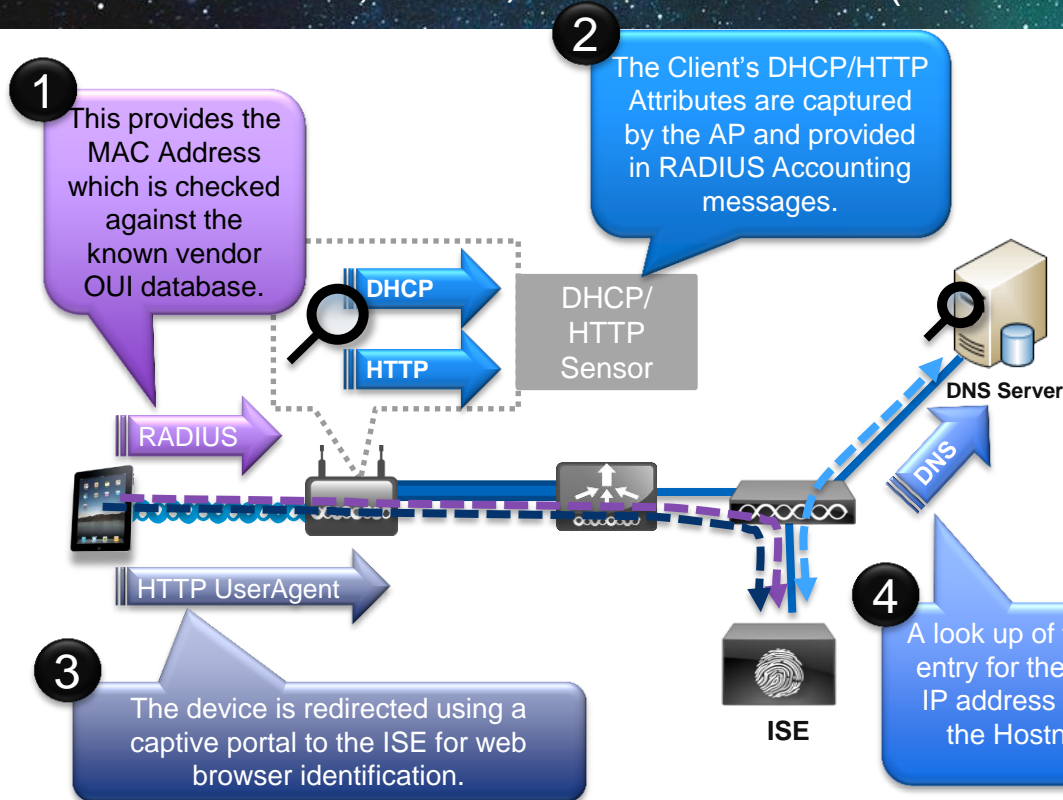 1
This provides the
MAC Address
which is checked
against the
known vendor
OUI database.
2
The Client's DHCP/HTTP
Attributes are captured
by the AP and provided
in RADIUS Accounting
messages.
DHCP
HTTP
DHCP/
HTTP
Sensor
DNS Server
RADIUS
DNS
HTTP UserAgent
3
The device is redirected using a
captive portal to the ISE for web
browser identification.
ISE
4
A look up of
entry for the
IP address
the